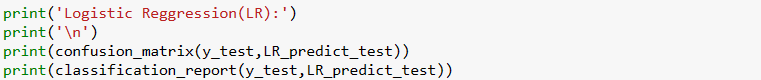 print('Logistic Reggression(LR):')
print('\n')
print(confusion_matrix(y_test,LR_predict_test))
print(classification_report(y_test,LR_predict_test))